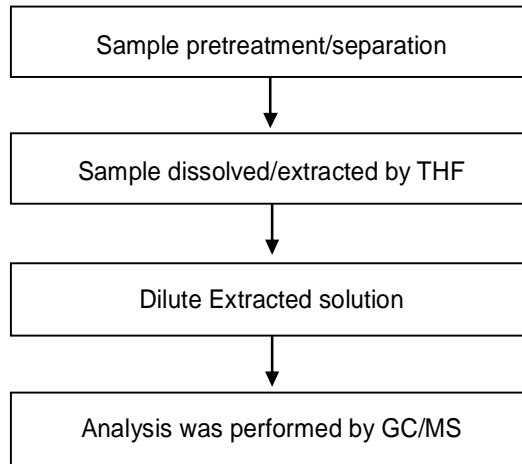 Sample pretreatment/separation
Sample dissolved/extracted by THF
Dilute Extracted solution
Analysis was performed by GC/MS